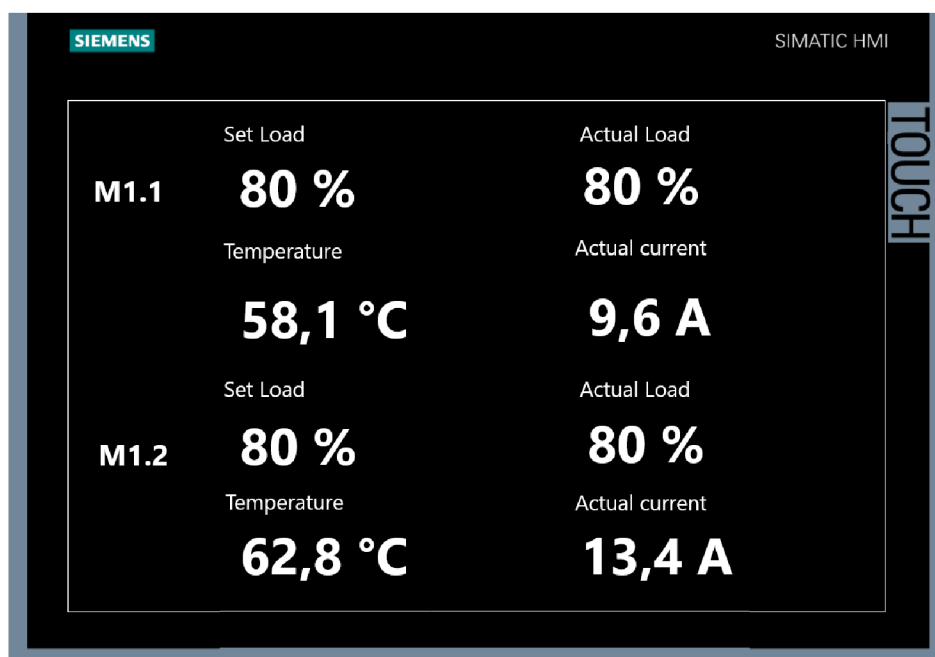 SIEMENS
SIMATIC HMI
TOUCH
Set Load
Actual Load
M1.1
80 %
80 %
Temperature
Actual current
58,1 °C
9,6 A
Set Load
Actual Load
M1.2
80 %
80 %
Temperature
Actual current
62,8 °C
13,4 A